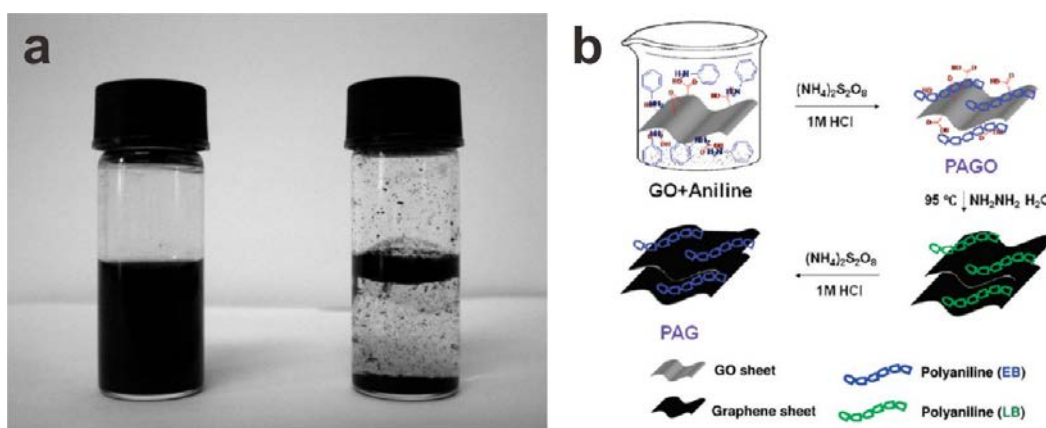 a
b
(NH₄)₂S₂O₈
1M HCl
GO+Aniline
PAGO
95 ºC NH₂NH₂ H₂O
(NH₄)₂S₂O₈
1M HCl
PAG
GO sheet
Polyaniline (EB)
Graphene sheet
Polyaniline (LB)